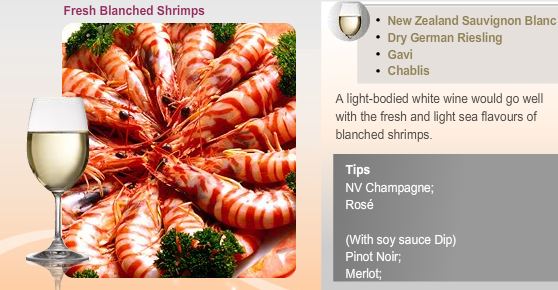 Fresh Blanched Shrimps
• New Zealand Sauvignon Blanc
• Dry German Riesling
• Gavi
• Chablis
A light-bodied white wine would go well
with the fresh and light sea flavours of
blanched shrimps.
Tips
NV Champagne;
Rosé
(With soy sauce Dip)
Pinot Noir;
Merlot;